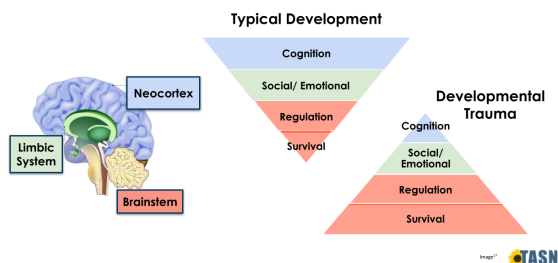 Typical Development
Neocortex
Limbic
System
Brainstem
Cognition
Social/ Emotional
Regulation
Survival
Developmental
Trauma
Cognition
Social/
Emotional
Regulation
Survival
TASN